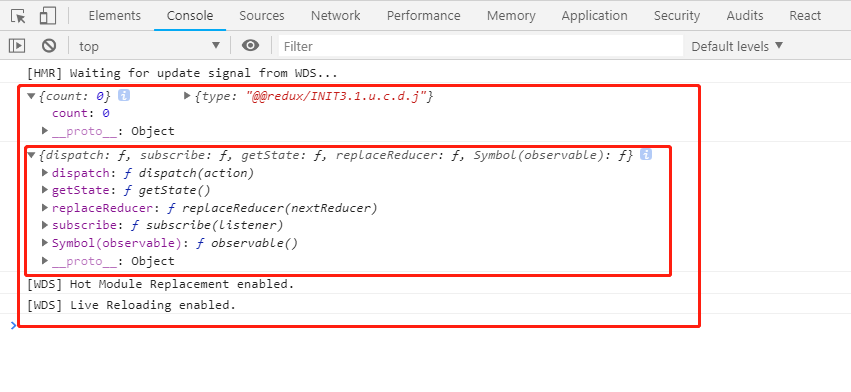 Elements Console Sources Network Performance Memory Application Security Audits React
top Filter Default levels
[HMR] Waiting for update signal from WDS...
{count: 0} i {type: "@@redux/INIT3.1.u.c.d.j"}
count: 0
__proto__: Object
{dispatch: ƒ, subscribe: ƒ, getState: ƒ, replaceReducer: ƒ, Symbol(observable): ƒ} i
dispatch: ƒ dispatch(action)
getState: ƒ getState()
replaceReducer: ƒ replaceReducer(nextReducer)
subscribe: ƒ subscribe(listener)
Symbol(observable): ƒ observable()
__proto__: Object
[WDS] Hot Module Replacement enabled.
[WDS] Live Reloading enabled.